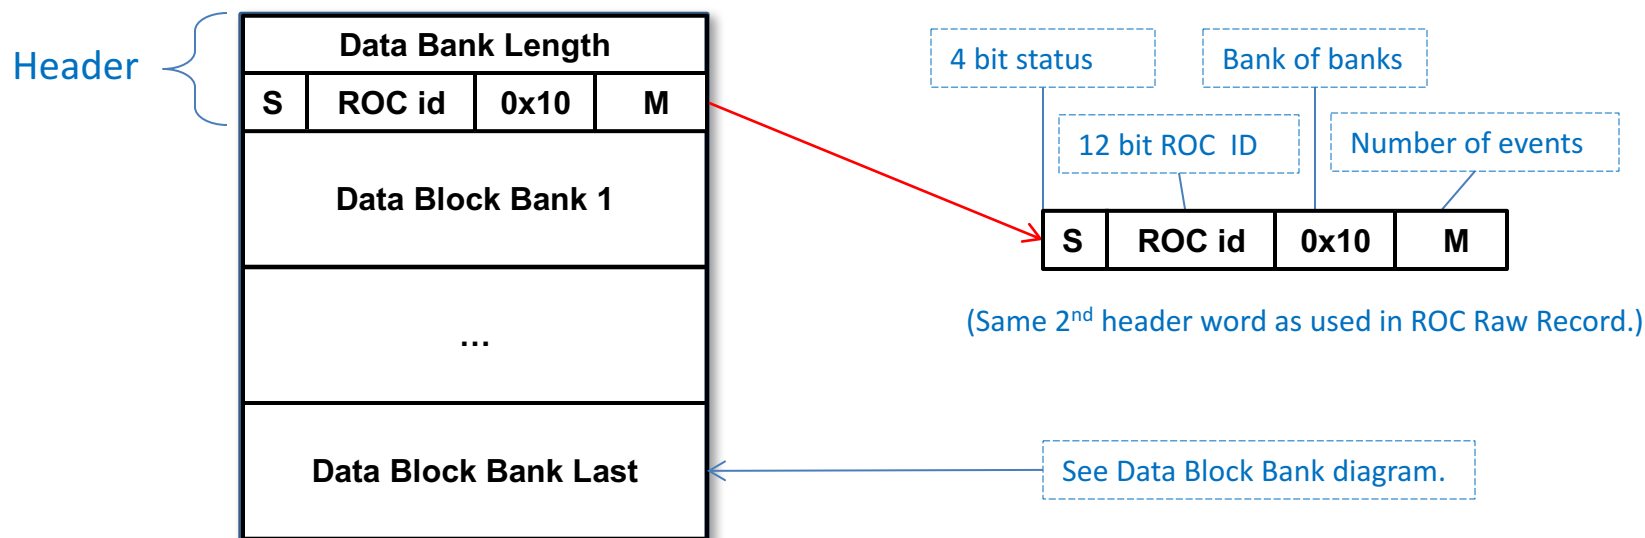 Header
Data Bank Length
S ROC id 0x10 M
Data Block Bank 1
...
Data Block Bank Last
4 bit status
Bank of banks
12 bit ROC ID
Number of events
S ROC id 0x10 M
(Same 2nd header word as used in ROC Raw Record.)
See Data Block Bank diagram.